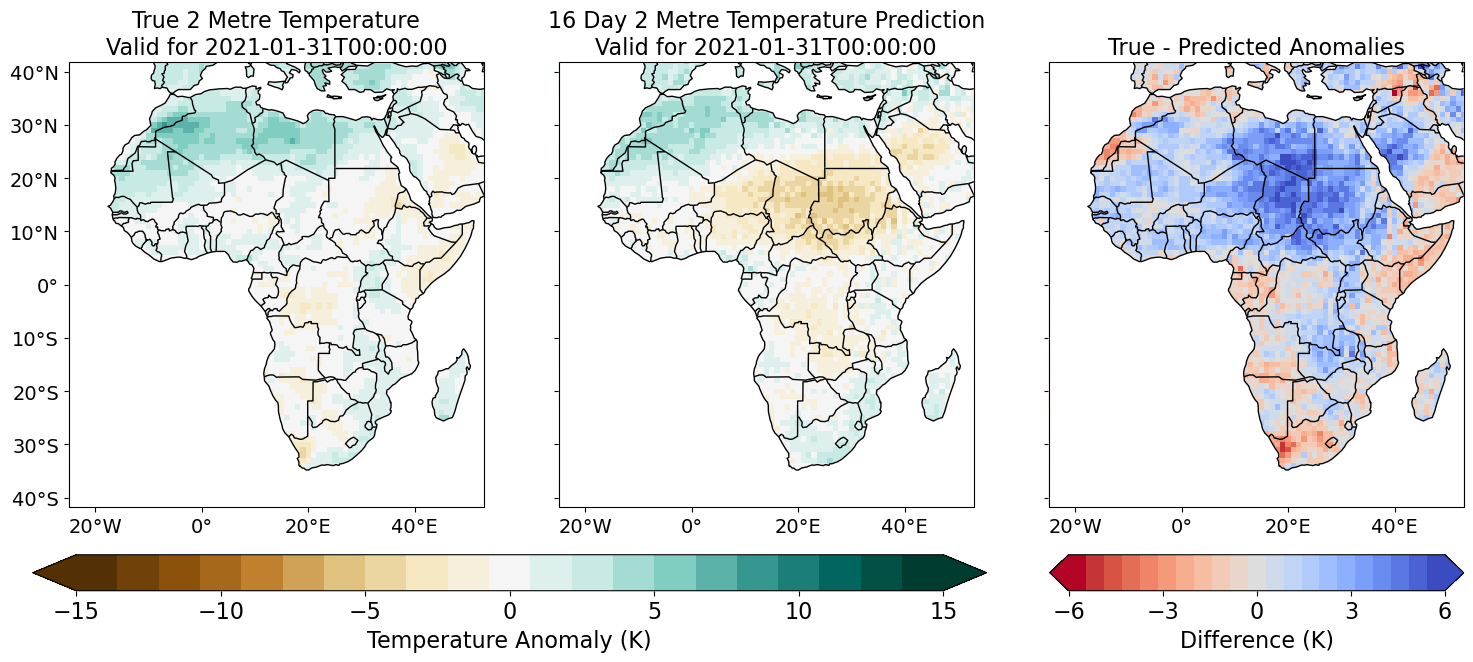 True 2 Metre Temperature
Valid for 2021-01-31T00:00:00
16 Day 2 Metre Temperature Prediction
Valid for 2021-01-31T00:00:00
True - Predicted Anomalies
40°N
30°N
20°N
10°N
0°
10°S
20°S
30°S
40°S
20°W 0° 20°E 40°E
20°W 0° 20°E 40°E
20°W 0° 20°E 40°E
−15 −10 −5 0 5 10 15
Temperature Anomaly (K)
−6 −3 0 3 6
Difference (K)